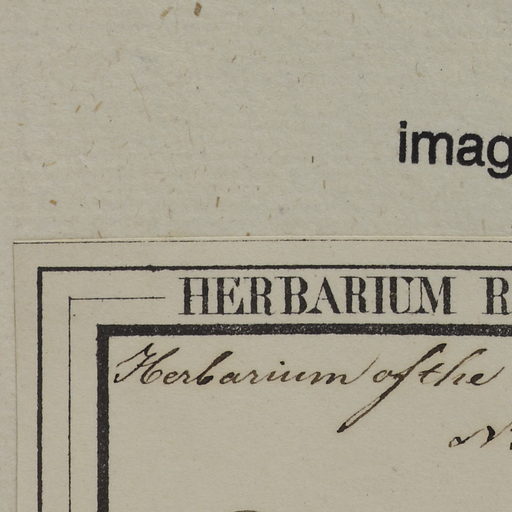 imag
HERBARIUM R
Herbarium of the
N